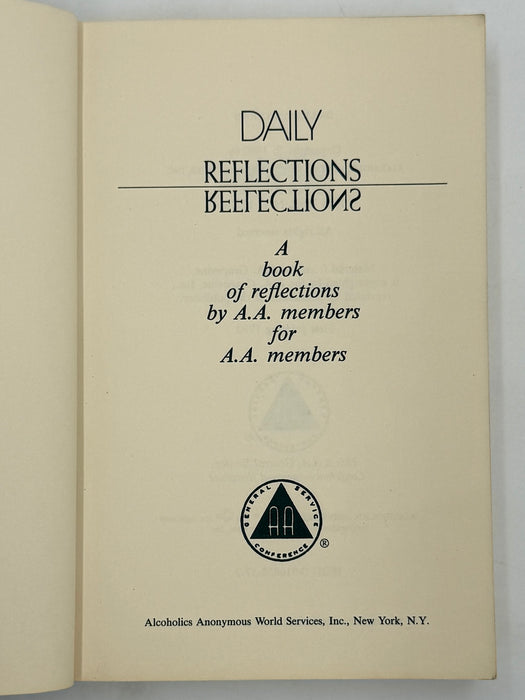 DAILY
REFLECTIONS
REFLECTIONS
A
book
of reflections
by A.A. members
for
A.A. members
GENERAL SERVICE
AA
CONFERENCE
®
Alcoholics Anonymous World Services, Inc., New York, N.Y.